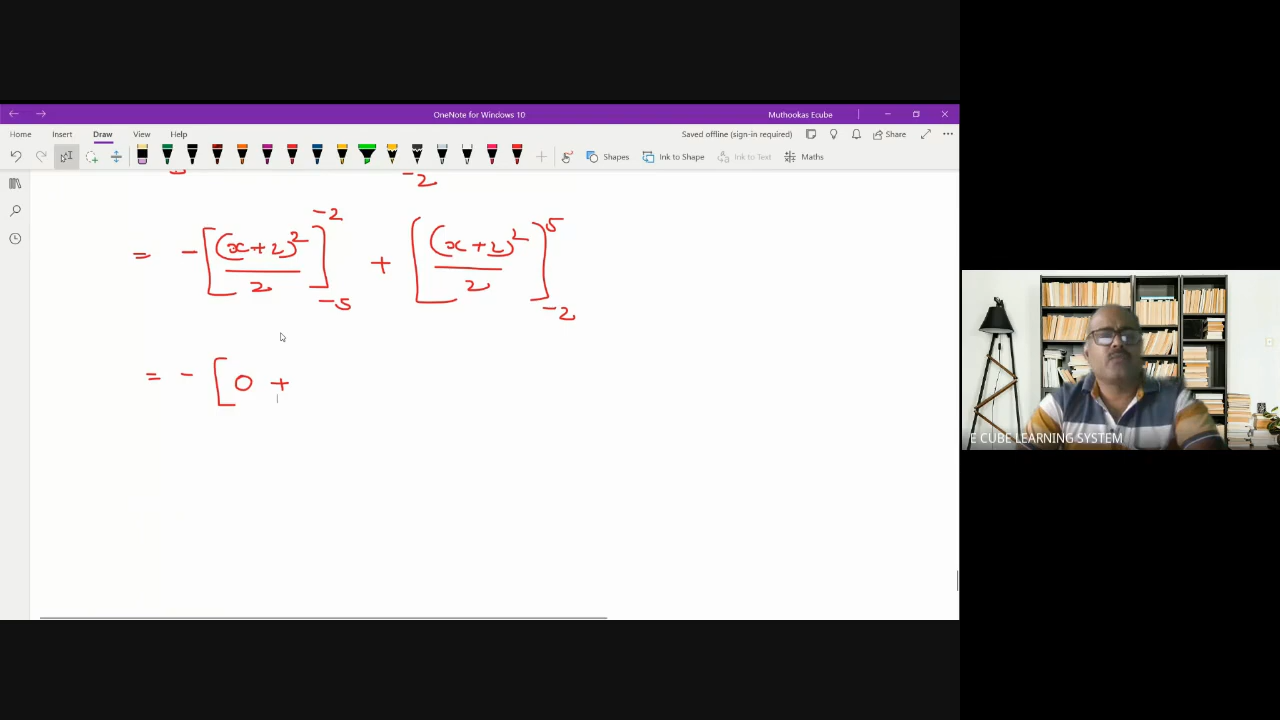 OneNote for Windows 10
Muthookas Ecube
Home Insert Draw View Help
Saved offline (sign-in required) Share
Shapes Ink to Shape Ink to Text Maths
-2
= -[(x+2)²/2]₋₅⁻² + [(x+2)²/2]₋₂⁵
= - [0 +
E CUBE LEARNING SYSTEM